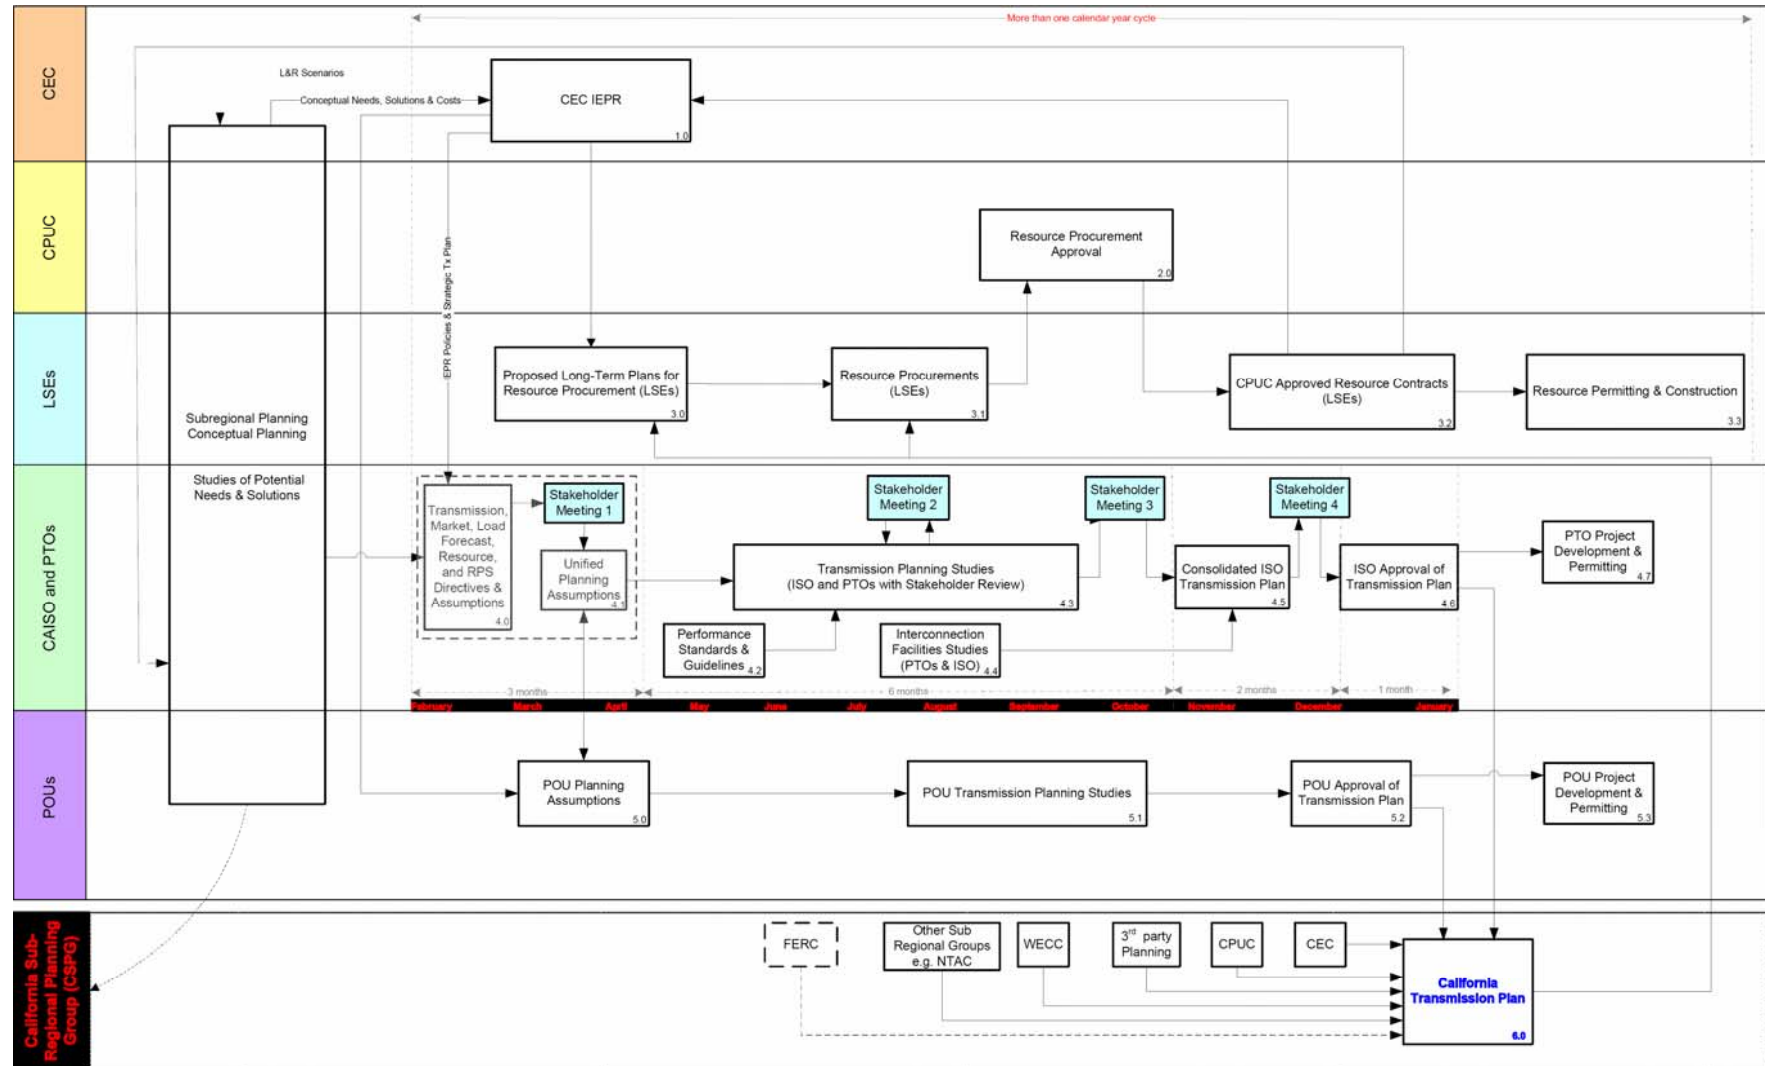 More than one calendar year cycle
CEC
L&R Scenarios
Conceptual Needs, Solutions & Costs
CEC IEPR
1.0
IEPR Policies & Strategic Tx Plan
CPUC
Resource Procurement
Approval
2.0
LSEs
Proposed Long-Term Plans for
Resource Procurement (LSEs)
3.0
Resource Procurements
(LSEs)
3.1
CPUC Approved Resource Contracts
(LSEs)
3.2
Resource Permitting & Construction
3.3
Subregional Planning
Conceptual Planning
Studies of Potential
Needs & Solutions
CAISO and PTOs
Transmission,
Market, Load
Forecast,
Resource,
and RPS
Directives &
Assumptions
4.0
Stakeholder
Meeting 1
Unified
Planning
Assumptions
4.1
Stakeholder
Meeting 2
Transmission Planning Studies
(ISO and PTOs with Stakeholder Review)
4.3
Performance
Standards &
Guidelines
4.2
Interconnection
Facilities Studies
(PTOs & ISO)
4.4
Stakeholder
Meeting 3
Consolidated ISO
Transmission Plan
4.5
Stakeholder
Meeting 4
ISO Approval of
Transmission Plan
4.6
PTO Project
Development &
Permitting
4.7
3 months
6 months
2 months
1 month
February March April May June July August September October November December January
POUs
POU Planning
Assumptions
5.0
POU Transmission Planning Studies
5.1
POU Approval of
Transmission Plan
5.2
POU Project
Development &
Permitting
5.3
California Sub-
Regional Planning
Group (CSPG)
FERC
Other Sub
Regional Groups
e.g. NTAC
WECC
3rd party
Planning
CPUC
CEC
California
Transmission Plan
6.0